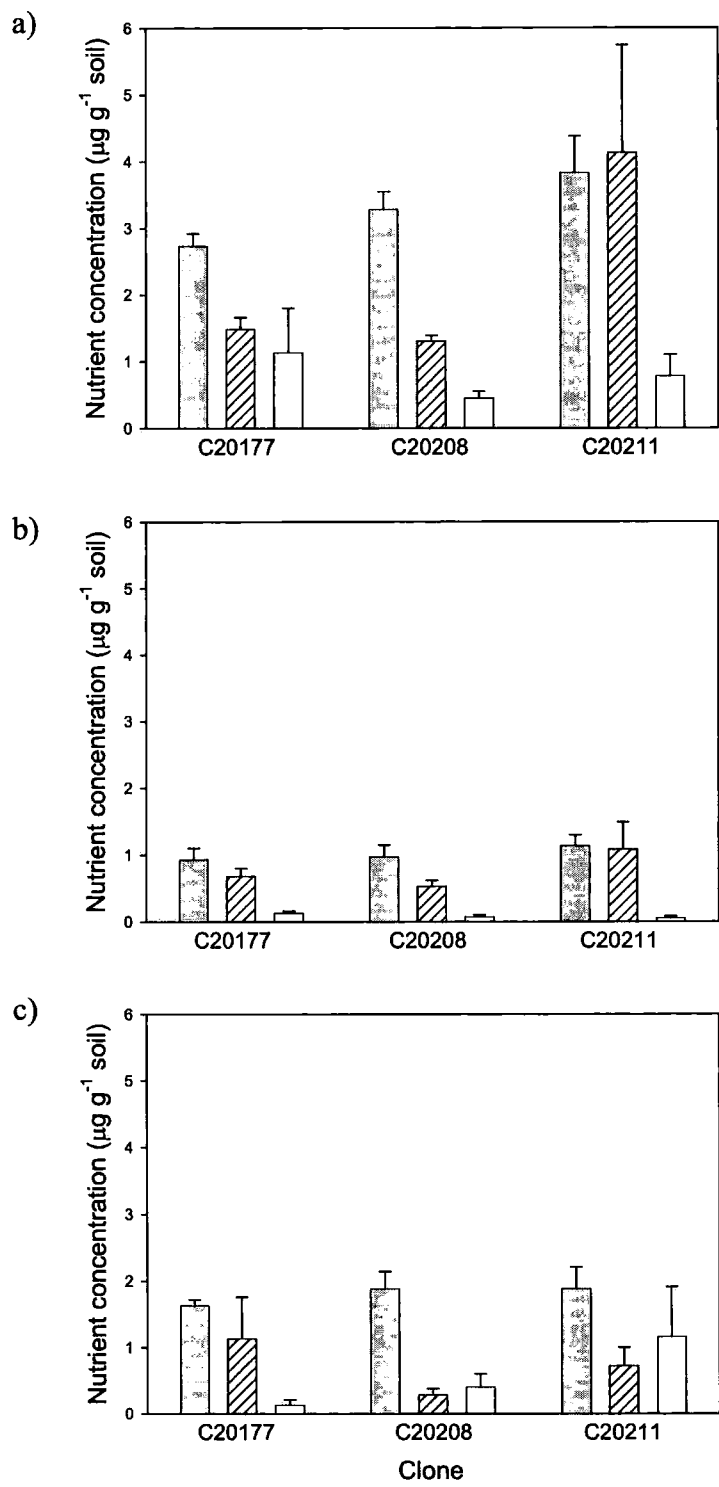 a)
Nutrient concentration (µg g⁻¹ soil)
6
5
4
3
2
1
0
C20177 C20208 C20211
b)
Nutrient concentration (µg g⁻¹ soil)
6
5
4
3
2
1
0
C20177 C20208 C20211
c)
Nutrient concentration (µg g⁻¹ soil)
6
5
4
3
2
1
0
C20177 C20208 C20211
Clone